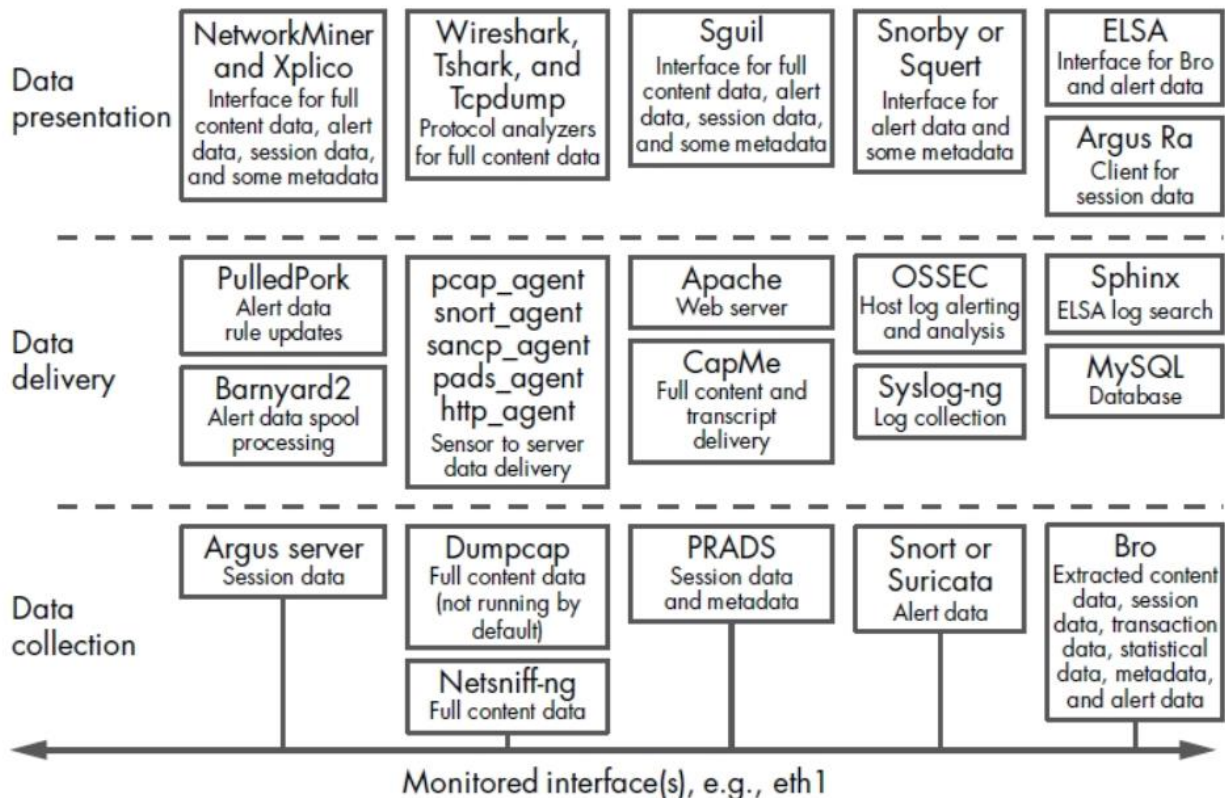 Data
presentation
NetworkMiner
and Xplico
Interface for full
content data, alert
data, session data,
and some metadata
Wireshark,
Tshark, and
Tcpdump
Protocol analyzers
for full content data
Sguil
Interface for full
content data, alert
data, session data,
and some metadata
Snorby or
Squert
Interface for
alert data and
some metadata
ELSA
Interface for Bro
and alert data
Argus Ra
Client for
session data
Data
delivery
PulledPork
Alert data
rule updates
Barnyard2
Alert data spool
processing
pcap_agent
snort_agent
sancp_agent
pads_agent
http_agent
Sensor to server
data delivery
Apache
Web server
CapMe
Full content and
transcript
delivery
OSSEC
Host log alerting
and analysis
Syslog-ng
Log collection
Sphinx
ELSA log search
MySQL
Database
Data
collection
Argus server
Session data
Dumpcap
Full content data
(not running by
default)
Netsniff-ng
Full content data
PRADS
Session data
and metadata
Snort or
Suricata
Alert data
Bro
Extracted content
data, session
data, transaction
data, statistical
data, metadata,
and alert data
Monitored interface(s), e.g., eth1